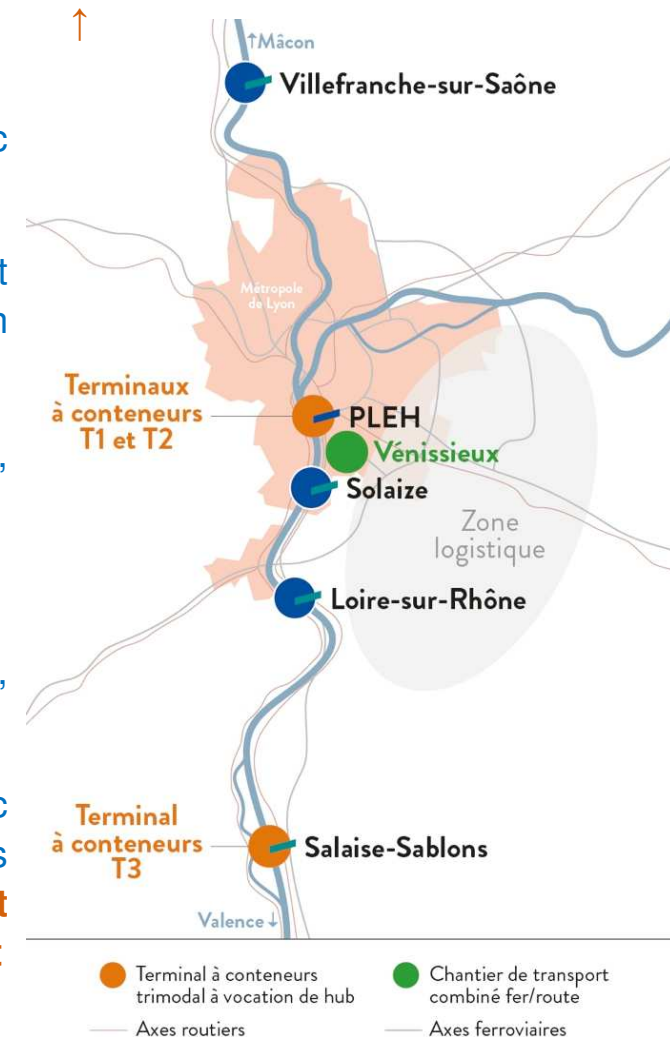 ↑
↑Mâcon
Villefranche-sur-Saône
c
t
n
Métropole
de Lyon
Terminaux
à conteneurs
T1 et T2
PLEH
Vénissieux
,
Solaize
Zone
logistique
Loire-sur-Rhône
,
c
s
t
:
Terminal
à conteneurs
T3
Salaise-Sablons
Valence↓
Terminal à conteneurs
trimodal à vocation de hub
Chantier de transport
combiné fer/route
Axes routiers
Axes ferroviaires